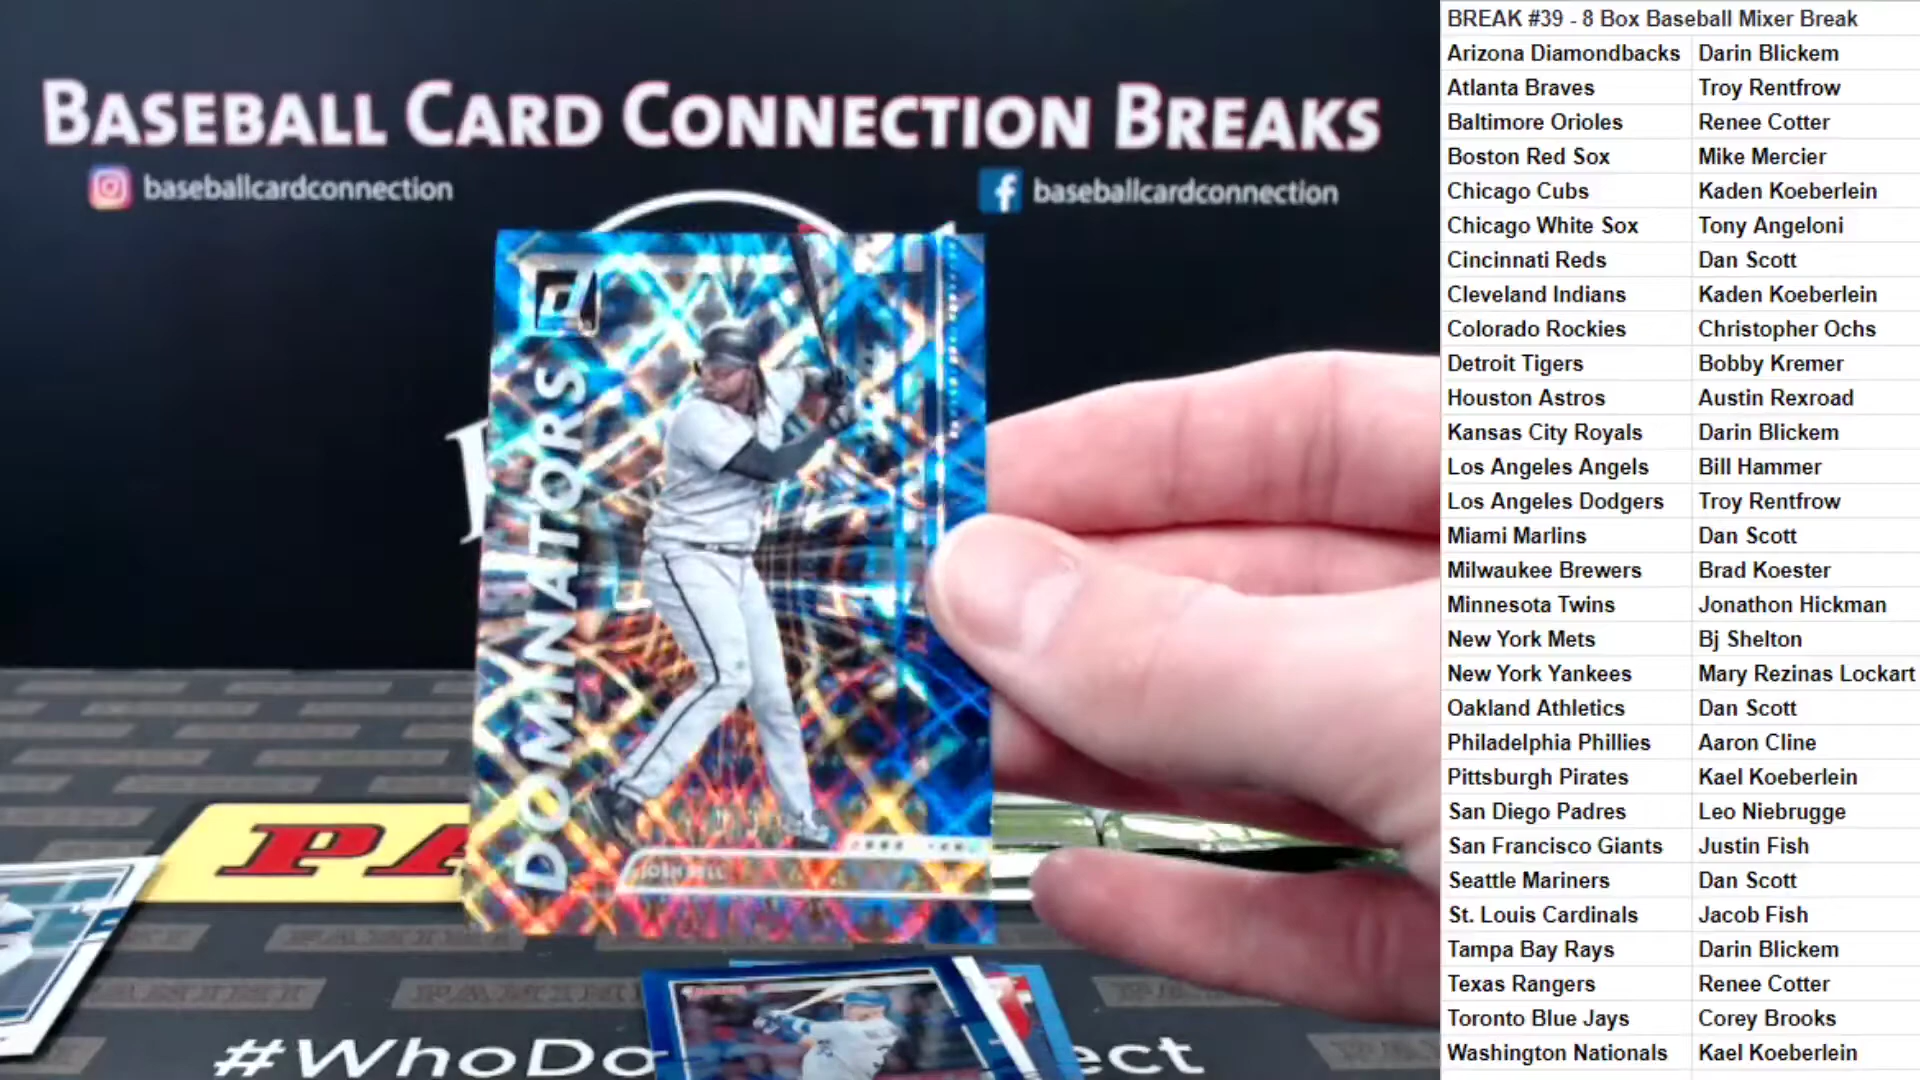 BASEBALL CARD CONNECTION BREAKS
baseballcardconnection
baseballcardconnection
DOMINATORS
JOSH BELL
PA
#WhoDo
ect
BREAK #39 - 8 Box Baseball Mixer Break
Arizona Diamondbacks Darin Blickem
Atlanta Braves Troy Rentfrow
Baltimore Orioles Renee Cotter
Boston Red Sox Mike Mercier
Chicago Cubs Kaden Koeberlein
Chicago White Sox Tony Angeloni
Cincinnati Reds Dan Scott
Cleveland Indians Kaden Koeberlein
Colorado Rockies Christopher Ochs
Detroit Tigers Bobby Kremer
Houston Astros Austin Rexroad
Kansas City Royals Darin Blickem
Los Angeles Angels Bill Hammer
Los Angeles Dodgers Troy Rentfrow
Miami Marlins Dan Scott
Milwaukee Brewers Brad Koester
Minnesota Twins Jonathon Hickman
New York Mets Bj Shelton
New York Yankees Mary Rezinas Lockart
Oakland Athletics Dan Scott
Philadelphia Phillies Aaron Cline
Pittsburgh Pirates Kael Koeberlein
San Diego Padres Leo Niebrugge
San Francisco Giants Justin Fish
Seattle Mariners Dan Scott
St. Louis Cardinals Jacob Fish
Tampa Bay Rays Darin Blickem
Texas Rangers Renee Cotter
Toronto Blue Jays Corey Brooks
Washington Nationals Kael Koeberlein